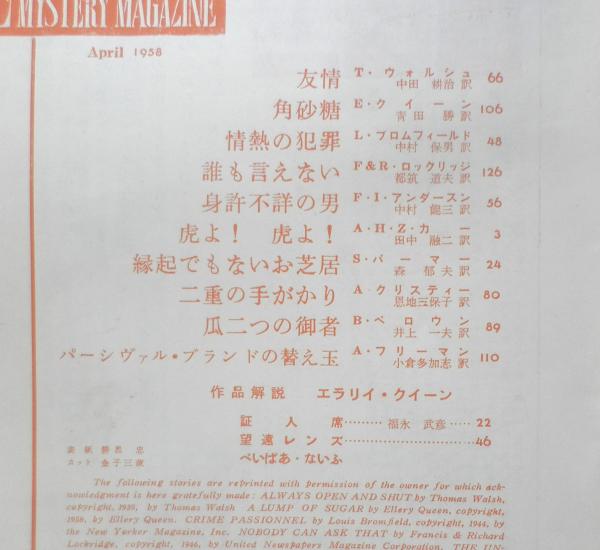 MYSTERY MAGAZINE
April 1958
友情 T・ウォルシュ 中田 耕治 訳 66
角砂糖 E・クイーン 青田 勝 訳 106
情熱の犯罪 L・ブロムフィールド 中村 保男 訳 48
誰も言えない F&R・ロックリッジ 都筑 道夫 訳 126
身許不詳の男 F・I・アンダースン 中村 能三 訳 56
虎よ! 虎よ! A・H・Z・カー 田中 融二 訳 3
縁起でもないお芝居 S・パーマー 森 郁夫 訳 24
二重の手がかり A クリスティー 恩地三保子 訳 80
瓜二つの御者 B・ペロウン 井上 一夫 訳 89
パーシヴァル・ブランドの替え玉 A・フリーマン 小倉多加志 訳 110
作品解説 エラリイ・クイーン
証人席……… 福永 武彦 …… 22
望遠レンズ…………………………46
ぺいぱあ・ないふ
表紙 勝呂 忠
カット 金子三蔵
The following stories are reprinted with permission of the owner for which ack-
nowledgment is here gratefully made: ALWAYS OPEN AND SHUT by Thomas Walsh,
copyright, 1939, by Thomas Walsh A LUMP OF SUGAR by Ellery Queen, copyright,
1950, by Ellery Queen. CRIME PASSIONNEL by Louis Bromfield, copyright, 1944, by
the New Yorker Magazine, Inc. NOBODY CAN ASK THAT by Francis & Richard
Lockridge, copyright, 1946, by United Newspapers Magazine Corporation. THE UN-